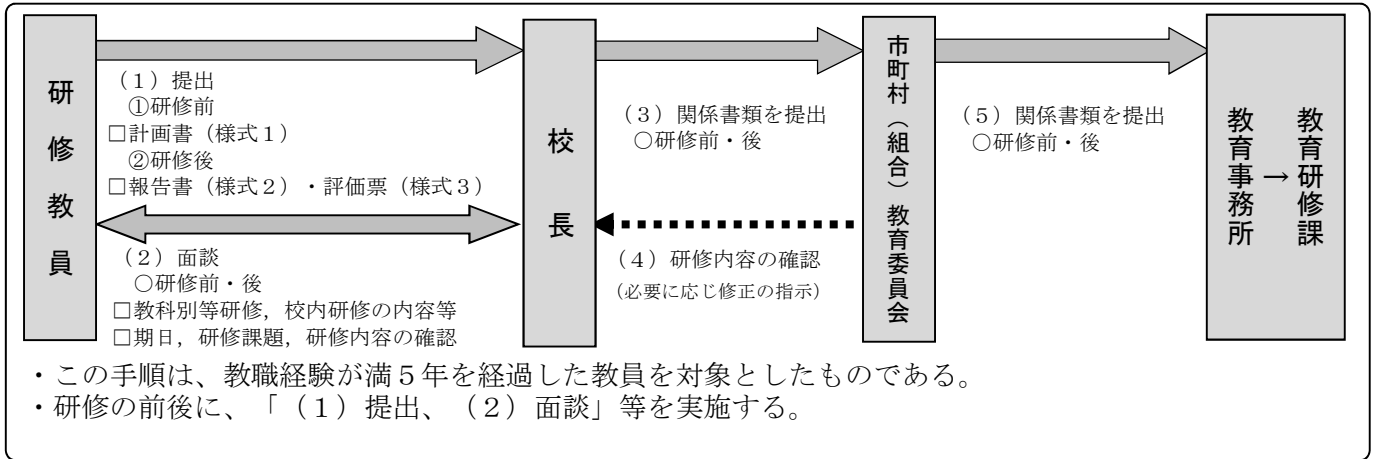 研修教員
(1)提出
①研修前
□計画書(様式1)
②研修後
□報告書(様式2)・評価票(様式3)
(2)面談
○研修前・後
□教科別等研修,校内研修の内容等
□期日,研修課題,研修内容の確認
校長
(3)関係書類を提出
○研修前・後
(4)研修内容の確認
(必要に応じ修正の指示)
市町村(組合)教育委員会
(5)関係書類を提出
○研修前・後
教育事務所
→
教育研修課
・この手順は、教職経験が満5年を経過した教員を対象としたものである。
・研修の前後に、「(1)提出、(2)面談」等を実施する。